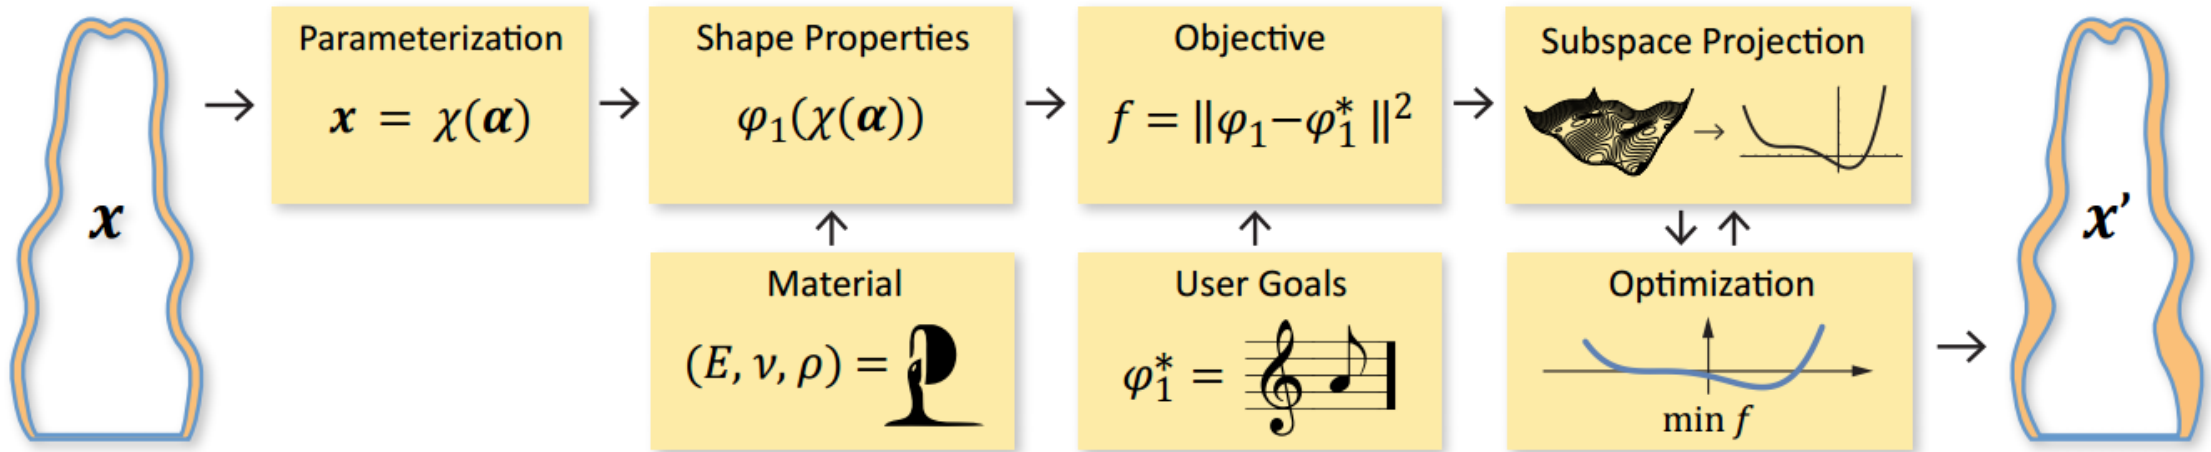 x
Parameterization
x = χ(α)
Shape Properties
φ₁(χ(α))
Objective
f = ‖φ₁−φ₁* ‖²
Subspace Projection
Material
(E, ν, ρ) =
User Goals
φ₁* =
Optimization
min f
x’